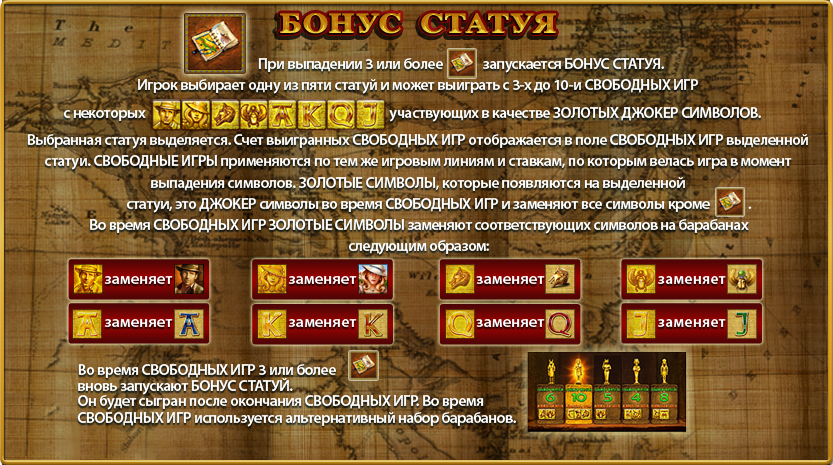 БОНУС СТАТУЯ
При выпадении 3 или более запускается БОНУС СТАТУЯ.
Игрок выбирает одну из пяти статуй и может выиграть с 3-х до 10-и СВОБОДНЫХ ИГР
с некоторых A K Q J участвующих в качестве ЗОЛОТЫХ ДЖОКЕР СИМВОЛОВ.
Выбранная статуя выделяется. Счет выигранных СВОБОДНЫХ ИГР отображается в поле СВОБОДНЫХ ИГР выделенной
статуи. СВОБОДНЫЕ ИГРЫ применяются по тем же игровым линиям и ставкам, по которым велась игра в момент
выпадения символов. ЗОЛОТЫЕ СИМВОЛЫ, которые появляются на выделенной
статуи, это ДЖОКЕР символы во время СВОБОДНЫХ ИГР и заменяют все символы кроме .
Во время СВОБОДНЫХ ИГР ЗОЛОТЫЕ СИМВОЛЫ заменяют соответствующих символов на барабанах
следующим образом:
заменяет заменяет заменяет заменяет
A заменяет A K заменяет K Q заменяет Q J заменяет J
Во время СВОБОДНЫХ ИГР 3 или более
вновь запускают БОНУС СТАТУЙ.
Он будет сыгран после окончания СВОБОДНЫХ ИГР. Во время
СВОБОДНЫХ ИГР используется альтернативный набор барабанов.
6 10 5 4 8